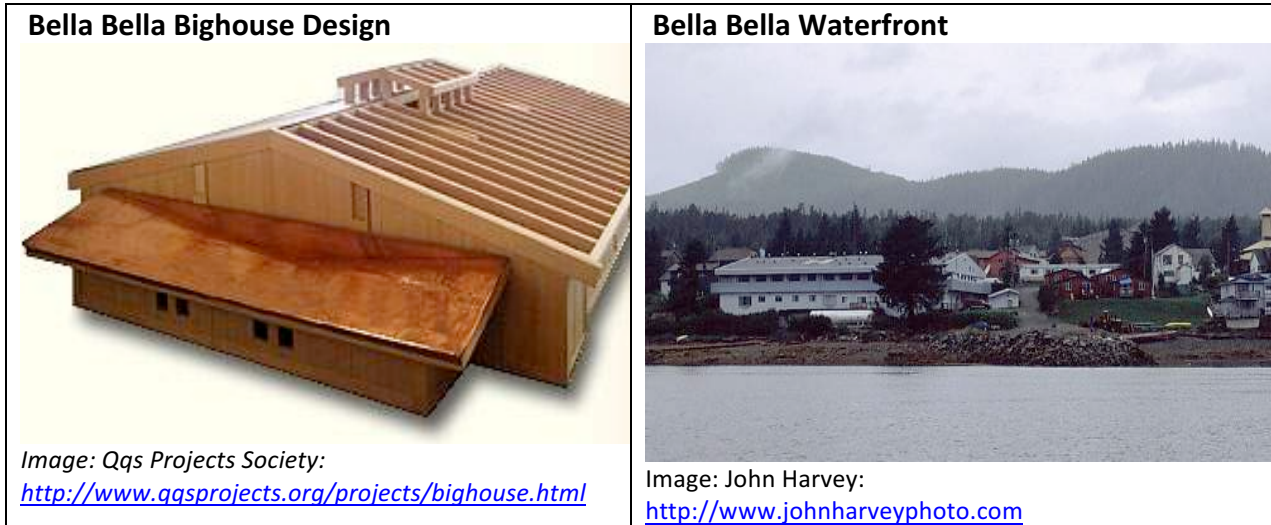 Bella Bella Bighouse Design
Image: Qqs Projects Society:
http://www.qqsprojects.org/projects/bighouse.html
Bella Bella Waterfront
Image: John Harvey:
http://www.johnharveyphoto.com